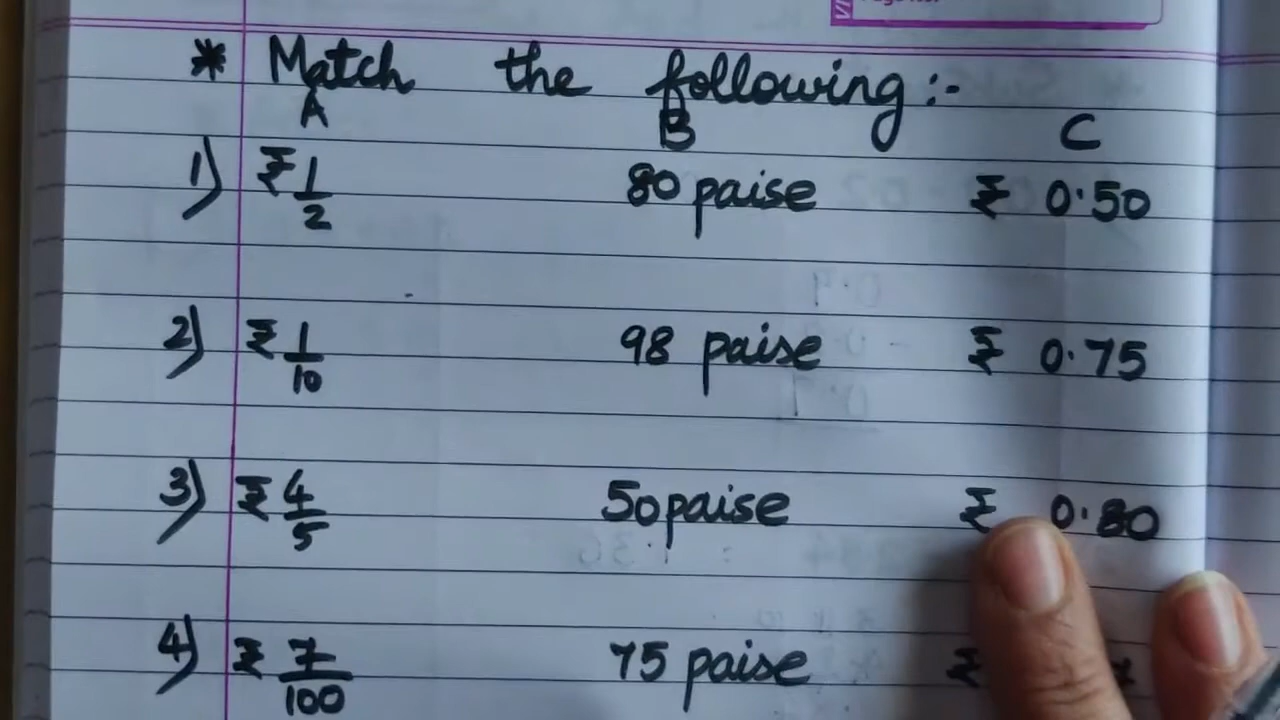 * Match the following :-
A B C
1) ₹ 1/2 80 paise ₹ 0.50
2) ₹ 1/10 98 paise ₹ 0.75
3) ₹ 4/5 50 paise ₹ 0.80
4) ₹ 7/100 75 paise ₹